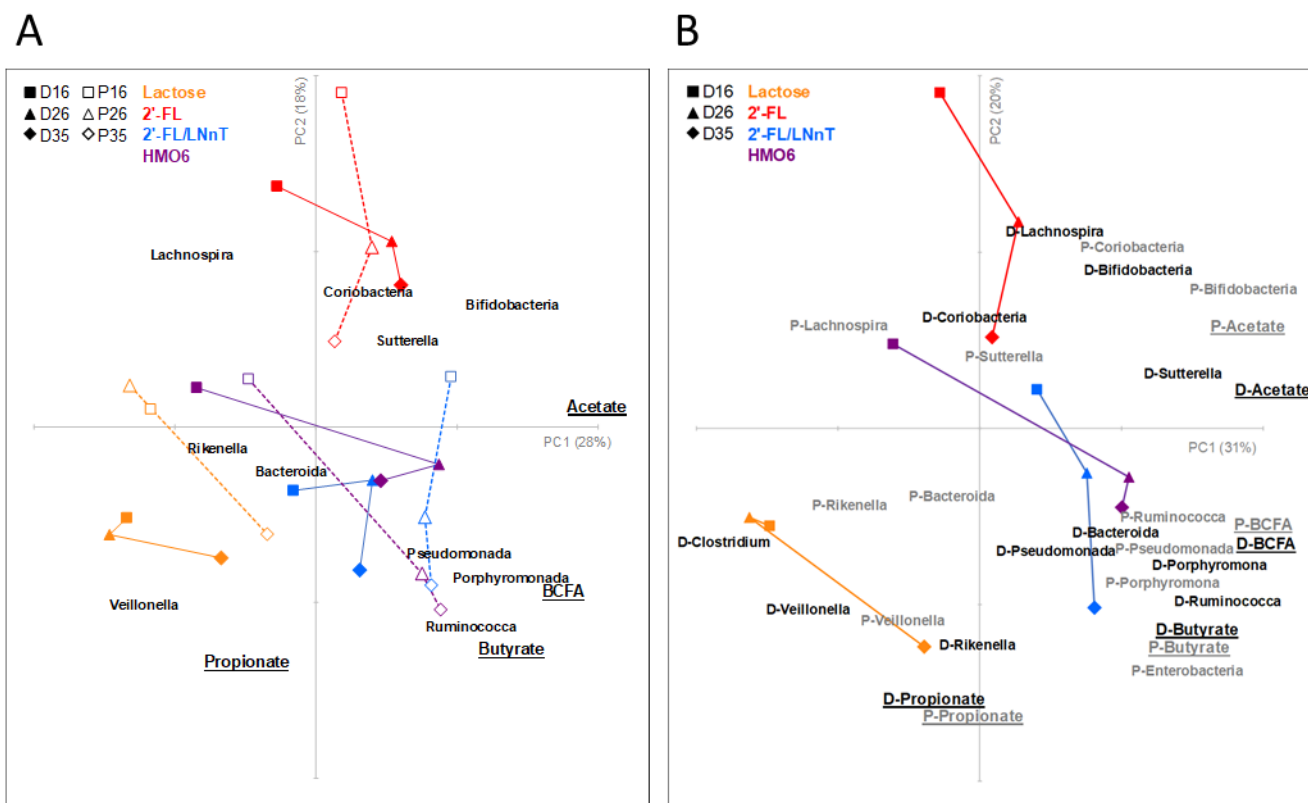 A
B
D16 P16 Lactose
D26 P26 2'-FL
D35 P35 2'-FL/LNnT
HMO6
PC2 (18%)
Lachnospira
Coriobacteria
Bifidobacteria
Sutterella
Acetate
PC1 (28%)
Rikenella
Bacteroida
Pseudomonada
Porphyromonada
BCFA
Veillonella
Ruminococca
Butyrate
Propionate
D16 Lactose
D26 2'-FL
D35 2'-FL/LNnT
HMO6
PC2 (20%)
D-Lachnospira
P-Coriobacteria
D-Bifidobacteria
P-Bifidobacteria
D-Coriobacteria
P-Lachnospira
P-Acetate
P-Sutterella
D-Sutterella
D-Acetate
PC1 (31%)
P-Bacteroida
P-Rikenella
P-Ruminococca
P-BCFA
D-Bacteroida
D-Clostridium
D-Pseudomonada
P-Pseudomonada
D-BCFA
D-Porphyromona
P-Porphyromona
D-Ruminococca
D-Veillonella
P-Veillonella
D-Butyrate
D-Rikenella
P-Butyrate
P-Enterobacteria
D-Propionate
P-Propionate